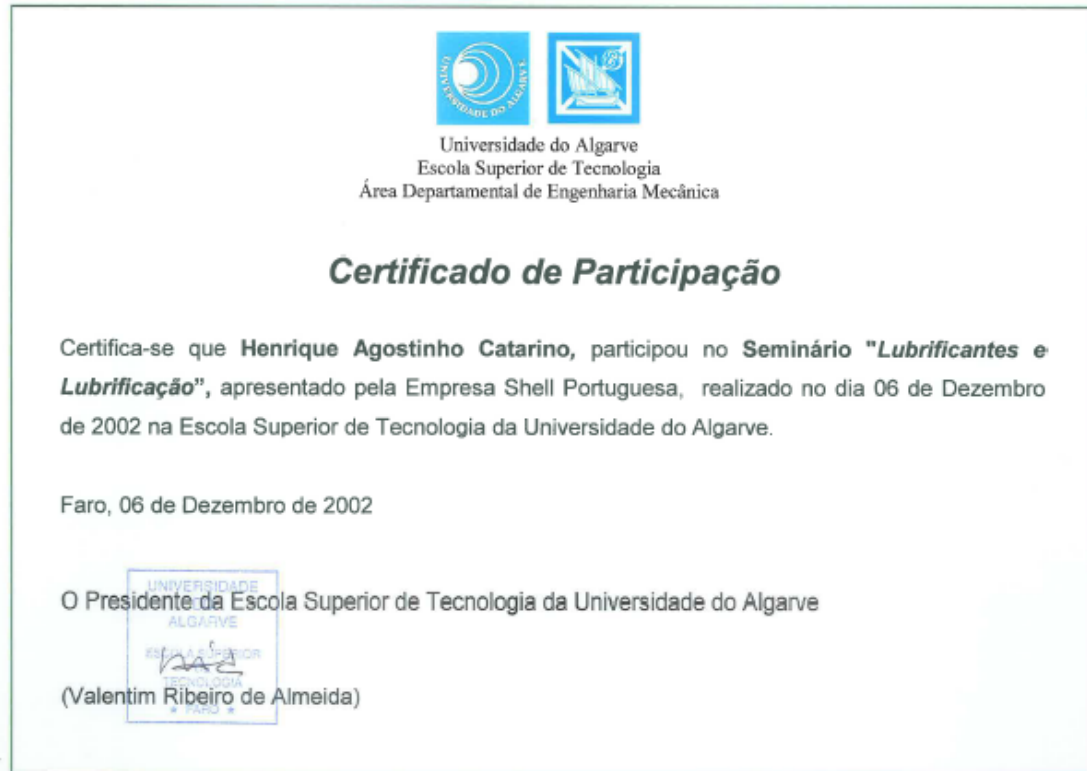 UNIVERSIDADE DO ALGARVE
Universidade do Algarve
Escola Superior de Tecnologia
Área Departamental de Engenharia Mecânica
Certificado de Participação
Certifica-se que Henrique Agostinho Catarino, participou no Seminário "Lubrificantes e
Lubrificação”, apresentado pela Empresa Shell Portuguesa, realizado no dia 06 de Dezembro
de 2002 na Escola Superior de Tecnologia da Universidade do Algarve.
Faro, 06 de Dezembro de 2002
UNIVERSIDADE
O Presidente da Escola Superior de Tecnologia da Universidade do Algarve
ALGARVE
ESCOLA SUPERIOR
TECNOLOGIA
(Valentim Ribeiro de Almeida)
★ FARO ★